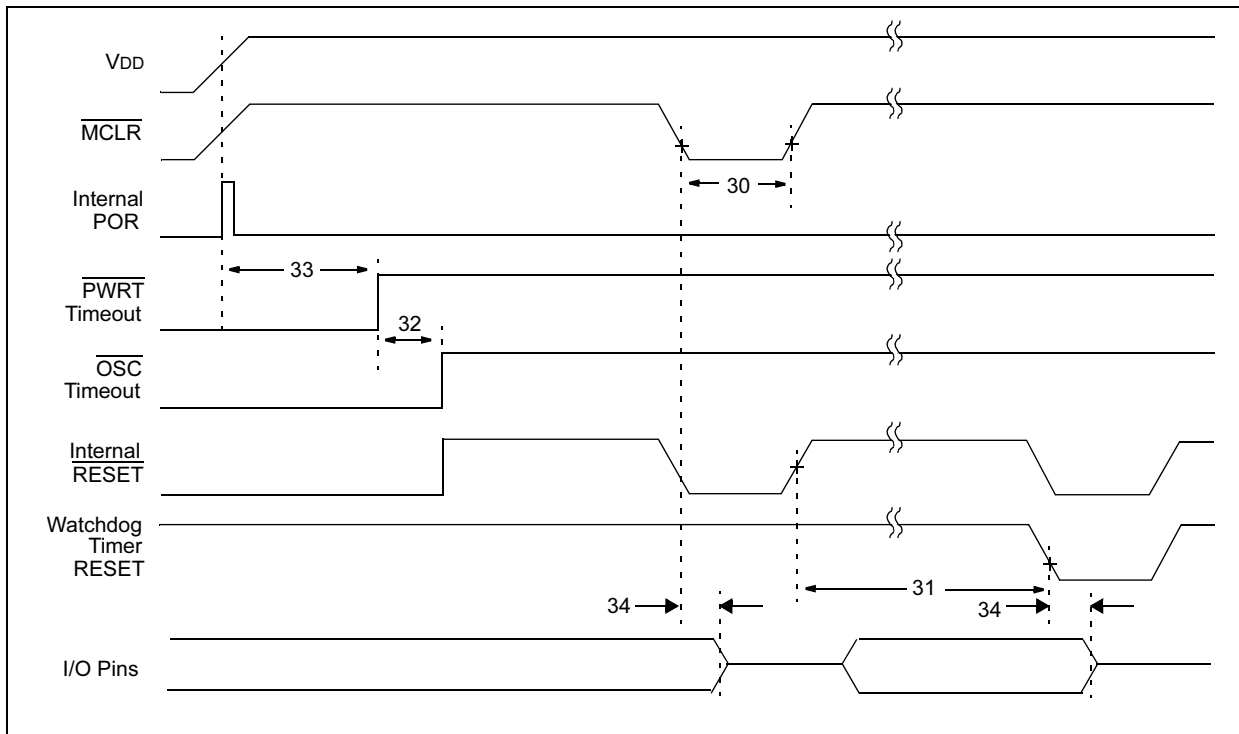 VDD
MCLR
30
Internal
POR
33
PWRT
Timeout
32
OSC
Timeout
Internal
RESET
Watchdog
Timer
RESET
31
34
34
I/O Pins